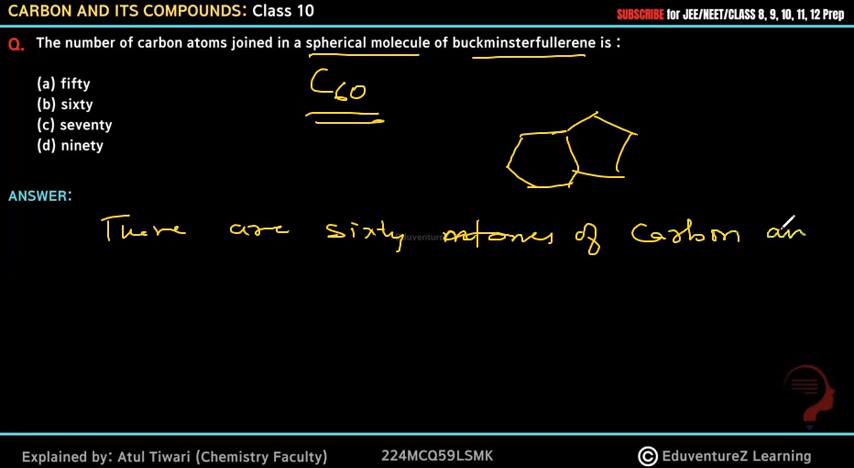 CARBON AND ITS COMPOUNDS: Class 10
SUBSCRIBE for JEE/NEET/CLASS 8, 9, 10, 11, 12 Prep
Q. The number of carbon atoms joined in a spherical molecule of buckminsterfullerene is :
C60
(a) fifty
(b) sixty
(c) seventy
(d) ninety
ANSWER:
There are sixty of Carbon an
Explained by: Atul Tiwari (Chemistry Faculty)
224MCQ59LSMK
© EduventureZ Learning